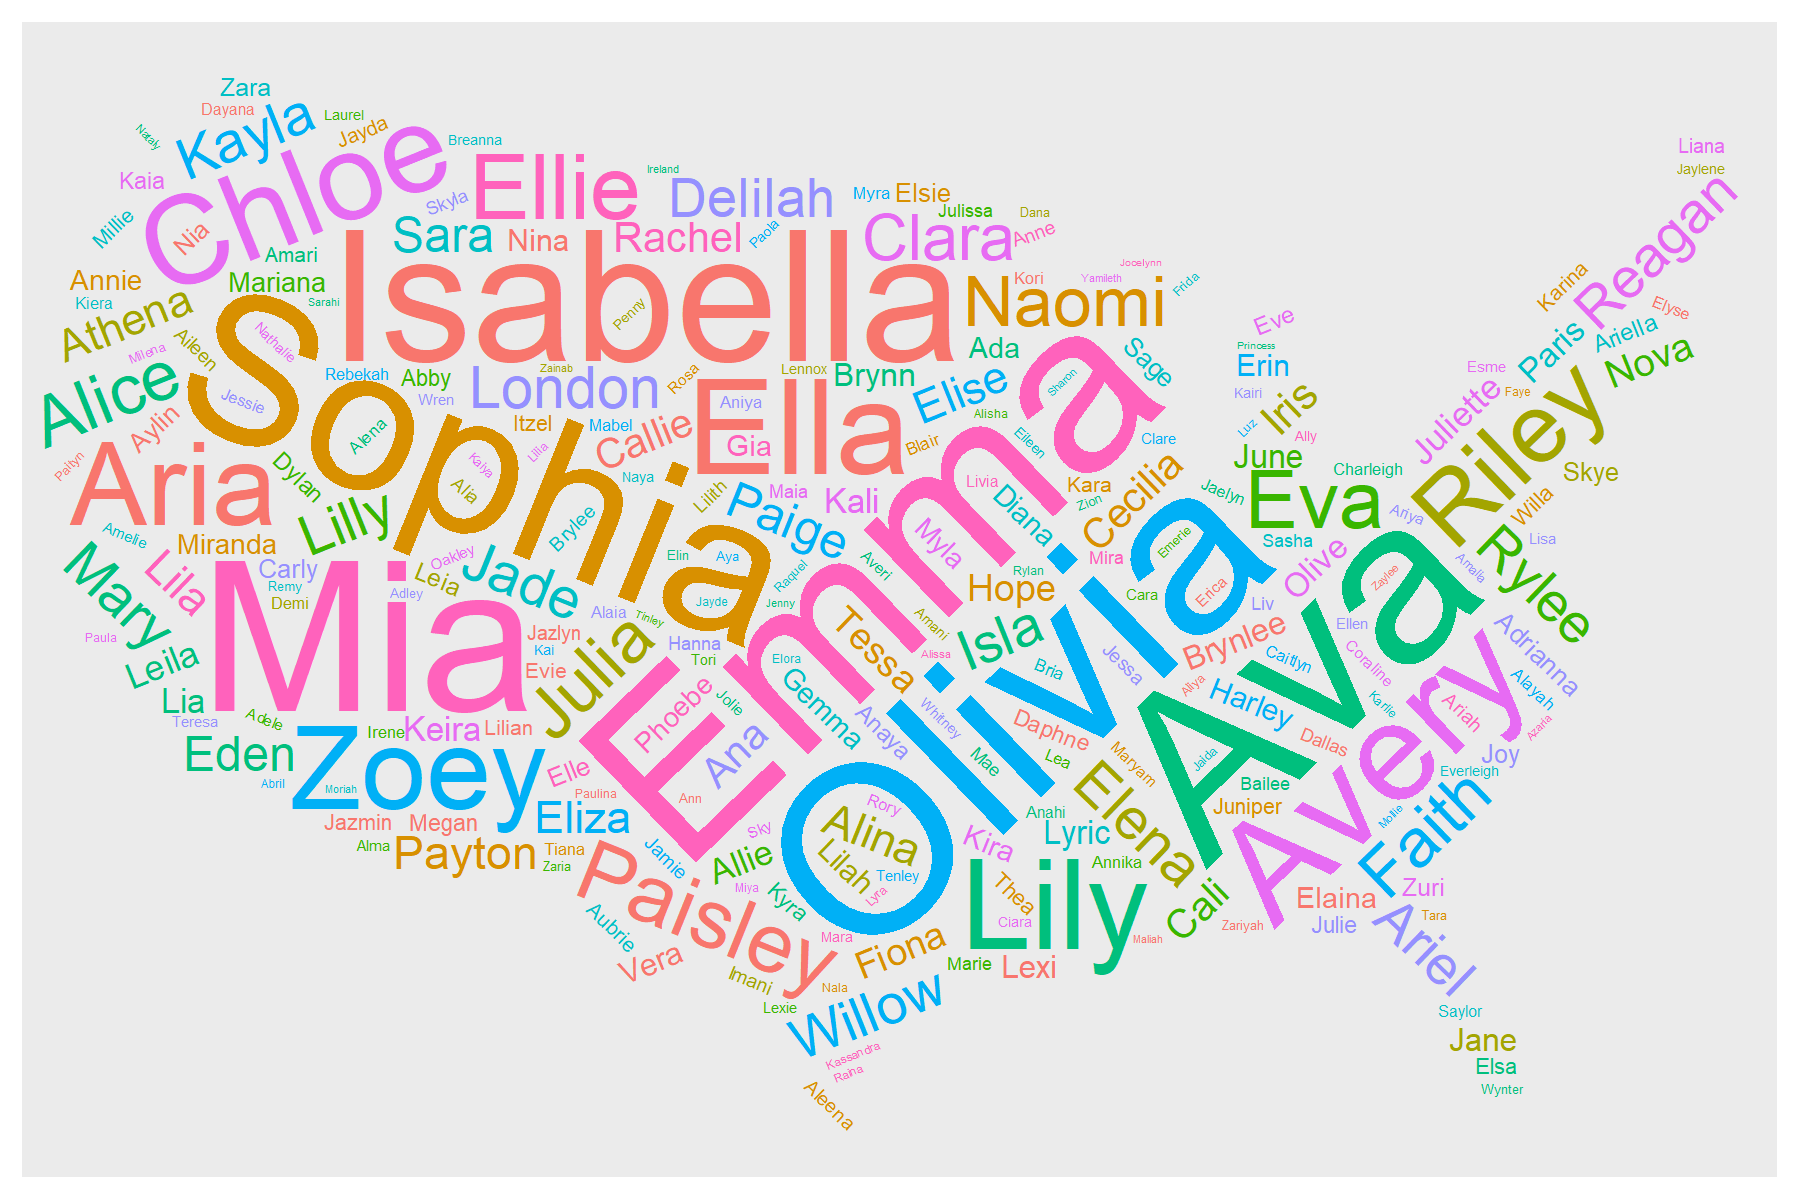 Zara
Dayana
Laurel
Kayla
Jayda
Nataly
Chloe
Breanna
Liana
Jaylene
Kaia
Skyla
Ellie
Ireland
Delilah
Myra
Elsie
Julissa
Dana
Anne
Millie
Nia
Amari
Sara
Nina
Rachel
Paola
Clara
Reagan
Annie
Kiera
Mariana
Sarahi
Isabella
Penny
Kori
Jocelynn
Yamileth
Frida
Naomi
Karina
Elyse
Athena
Milena
Aileen
Sophia
Nathalie
Ada
Sage
Eve
Princess
Erin
Kairi
Paris
Ariella
Nova
Alice
Jessie
Rebekah
Abby
Wren
London
Zainab
Rosa
Lennox
Brynn
Elise
Sharon
Alisha
Iris
Luz
Ally
Esme
Juliette
Faye
Riley
Skye
Aylin
Paityn
Aria
Alena
Itzel
Mabel
Callie
Lillia
Aniya
Ella
Gia
Blair
Emma
Eileen
Clare
June
Charleigh
Dylan
Kaiya
Alia
Naya
Lilith
Maia
Kali
Livia
Diana
Kara
Zion
Cecilia
Jaelyn
Eva
Ariya
Willa
Lisa
Lilly
Amelie
Miranda
Brylee
Paige
Myla
Mira
Sasha
Olive
Amalia
Rylee
Mary
Lila
Carly
Remy
Demi
Adley
Oakley
Leia
Jade
Elin
Aya
Raquel
Averi
Rylan
Hope
Cara
Emerie
Erica
Liv
Ellen
Zaylee
Mia
Alaia
Tinley
Jayde
Jenny
Amani
Paula
Leila
Lia
Teresa
Adele
Jazlyn
Kai
Evie
Julia
Hanna
Tori
Elora
Tessa
Alissa
Isla
Bria
Jessa
Brynlee
Aliya
Caitlyn
Coraline
Karlie
Adrianna
Alayah
Azaria
Eden
Abril
Irene
Keira
Lilian
Phoebe
Jolie
Gemma
Anaya
Whitney
Olivia
Daphne
Harley
Dallas
Ava
Avery
Ariah
Joy
Everleigh
Zoey
Moriah
Elle
Paulina
Ana
Ann
Mae
Lea
Maryam
Jaida
Bailee
Juniper
Mollie
Jazmin
Megan
Eliza
Rory
Sky
Alina
Anahi
Lyric
Elena
Faith
Alma
Payton
Tiana
Zaria
Jamie
Allie
Miya
Lilah
Tenley
Lyra
Kira
Annika
Zuri
Tara
Paisley
Aubrie
Kyra
Thea
Ciara
Lily
Maliah
Cali
Zariyah
Elaina
Julie
Ariel
Vera
Mara
Imani
Nala
Lexie
Fiona
Marie
Lexi
Willow
Saylor
Jane
Elsa
Wynter
Kassandra
Raina
Aleena